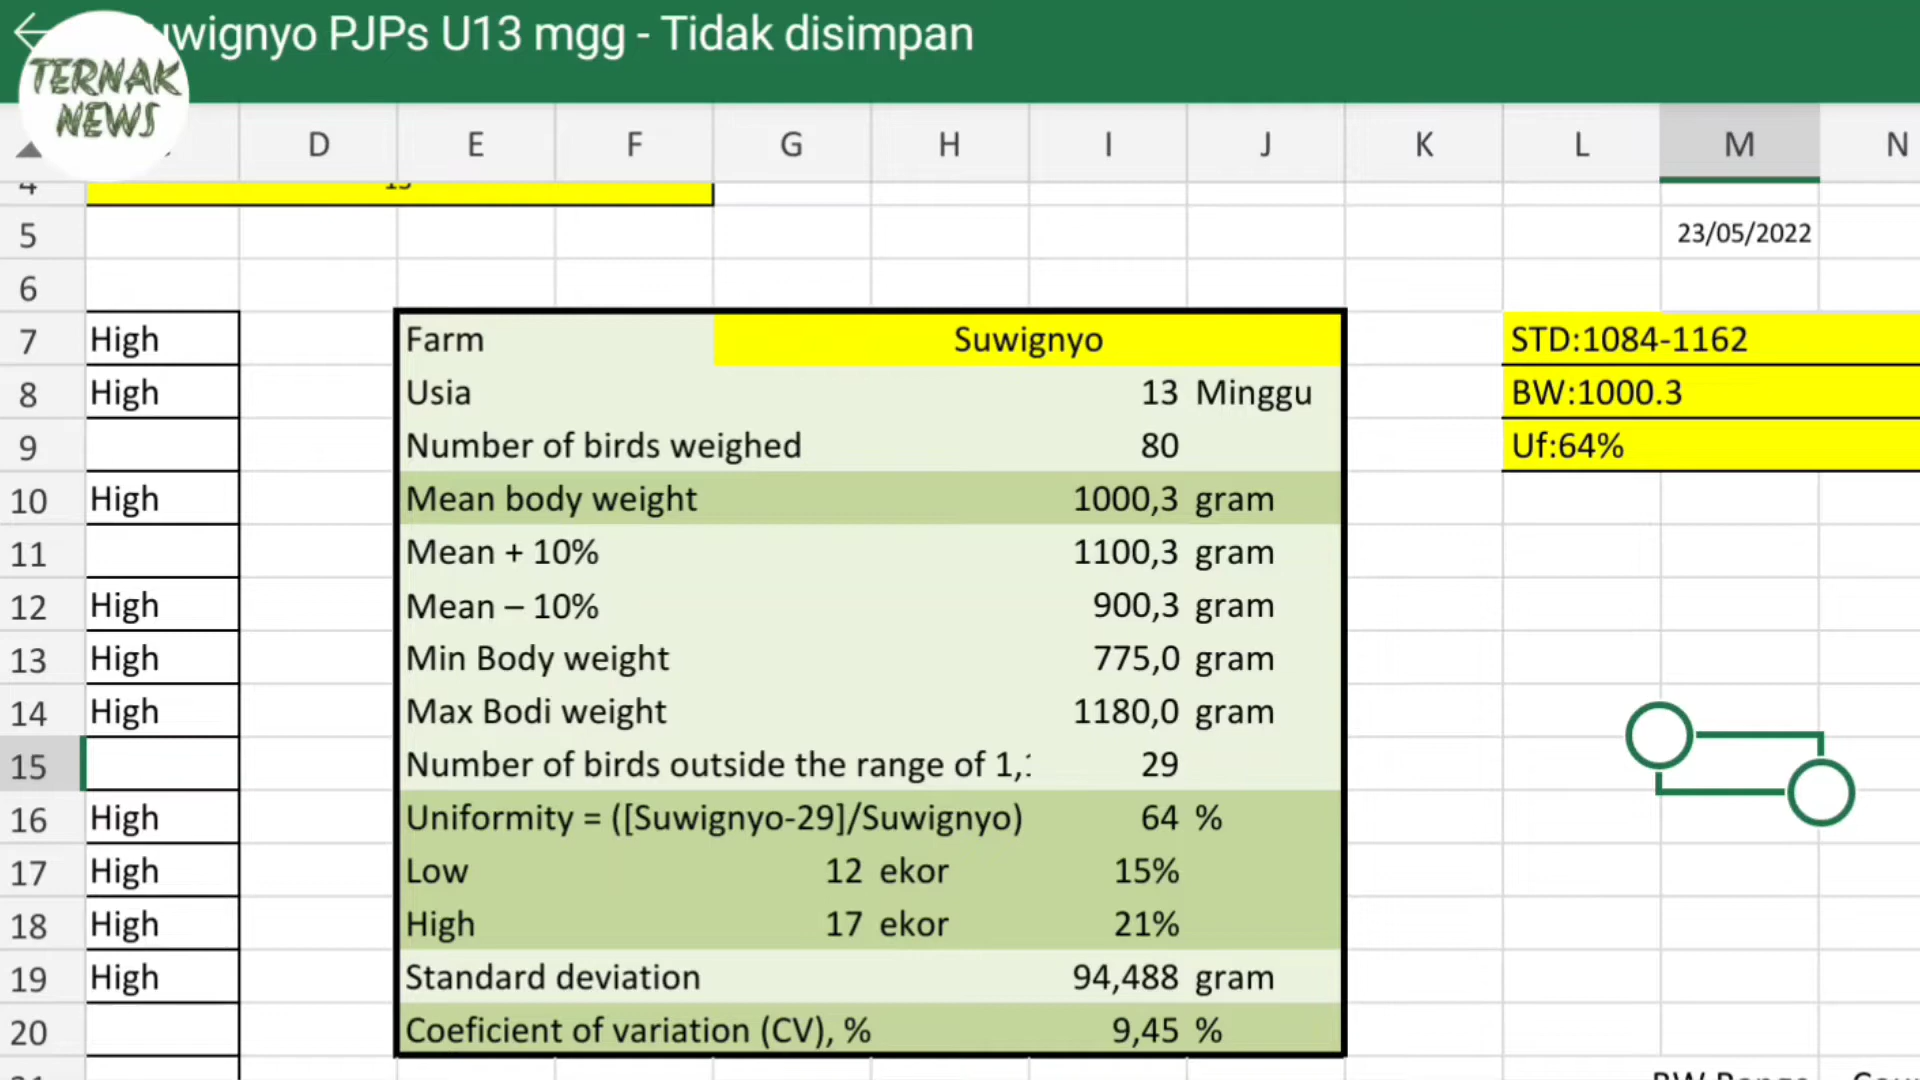 uwignyo PJPs U13 mgg - Tidak disimpan
TERNAK
NEWS
D E F G H I J K L M N
4
5 23/05/2022
6
7 High Farm Suwignyo STD:1084-1162
8 High Usia 13 Minggu BW:1000.3
9 Number of birds weighed 80 Uf:64%
10 High Mean body weight 1000,3 gram
11 Mean + 10% 1100,3 gram
12 High Mean – 10% 900,3 gram
13 High Min Body weight 775,0 gram
14 High Max Bodi weight 1180,0 gram
15 Number of birds outside the range of 1,1 29
16 High Uniformity = ([Suwignyo-29]/Suwignyo) 64 %
17 High Low 12 ekor 15%
18 High High 17 ekor 21%
19 High Standard deviation 94,488 gram
20 Coeficient of variation (CV), % 9,45 %
BW Range